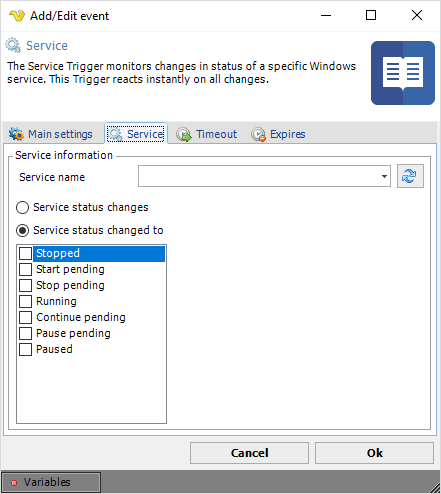 Add/Edit event
Service
The Service Trigger monitors changes in status of a specific Windows
service. This Trigger reacts instantly on all changes.
Main settings Service Timeout Expires
Service information
Service name
Service status changes
Service status changed to
Stopped
Start pending
Stop pending
Running
Continue pending
Pause pending
Paused
Cancel Ok
Variables